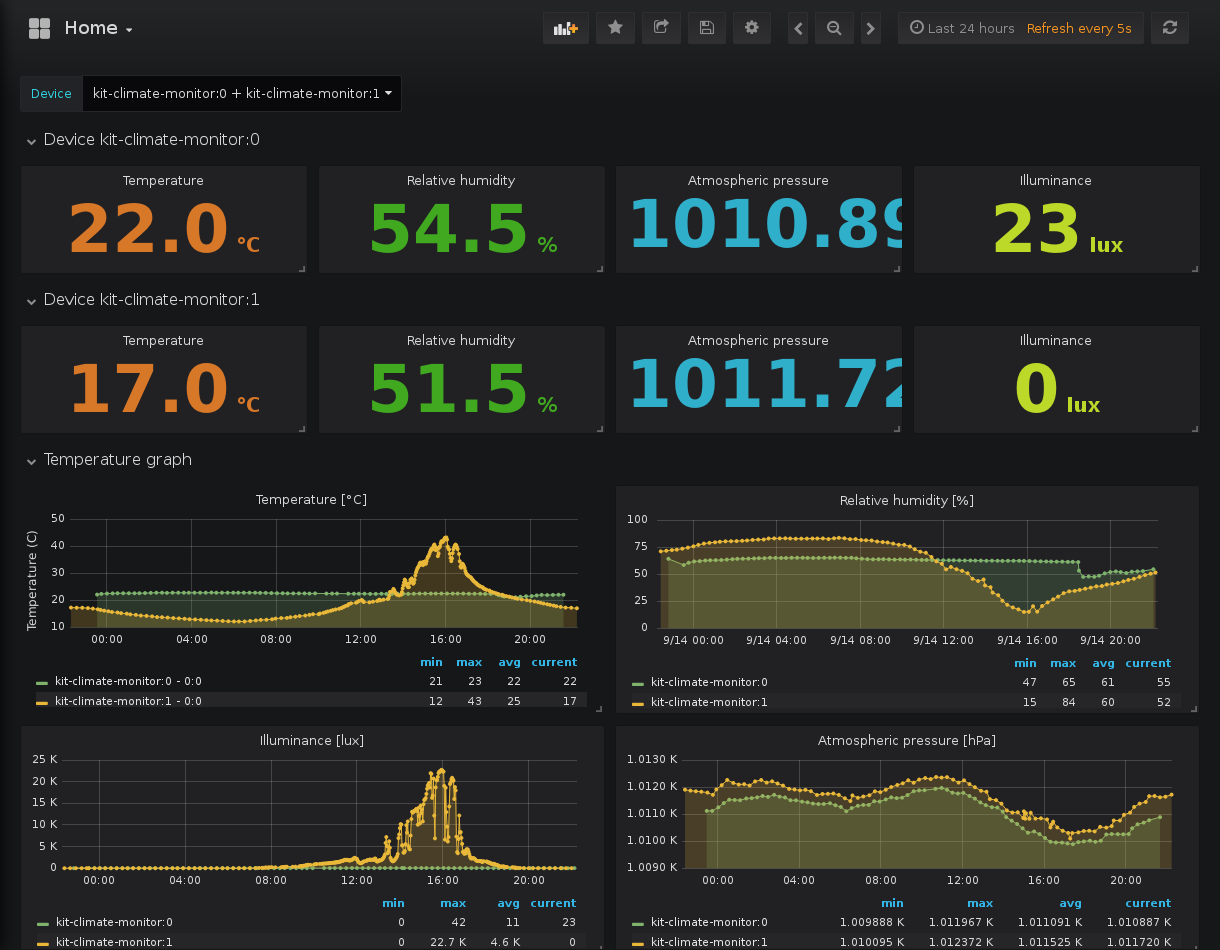 Home
Last 24 hours Refresh every 5s
Device kit-climate-monitor:0 + kit-climate-monitor:1
Device kit-climate-monitor:0
Temperature Relative humidity Atmospheric pressure Illuminance
22.0 °C 54.5 % 1010.89 23 lux
Device kit-climate-monitor:1
Temperature Relative humidity Atmospheric pressure Illuminance
17.0 °C 51.5 % 1011.72 0 lux
Temperature graph
Temperature [°C]
Temperature (C)
50
40
30
20
10
00:00 04:00 08:00 12:00 16:00 20:00
min max avg current
kit-climate-monitor:0 - 0:0 21 23 22 22
kit-climate-monitor:1 - 0:0 12 43 25 17
Relative humidity [%]
100
75
50
25
0
9/14 00:00 9/14 04:00 9/14 08:00 9/14 12:00 9/14 16:00 9/14 20:00
min max avg current
kit-climate-monitor:0 47 65 61 55
kit-climate-monitor:1 15 84 60 52
Illuminance [lux]
25 K
20 K
15 K
10 K
5 K
0
00:00 04:00 08:00 12:00 16:00 20:00
min max avg current
kit-climate-monitor:0 0 42 11 23
kit-climate-monitor:1 0 22.7 K 4.6 K 0
Atmospheric pressure [hPa]
1.0130 K
1.0120 K
1.0110 K
1.0100 K
1.0090 K
00:00 04:00 08:00 12:00 16:00 20:00
min max avg current
kit-climate-monitor:0 1.009888 K 1.011967 K 1.011091 K 1.010887 K
kit-climate-monitor:1 1.010095 K 1.012372 K 1.011525 K 1.011720 K